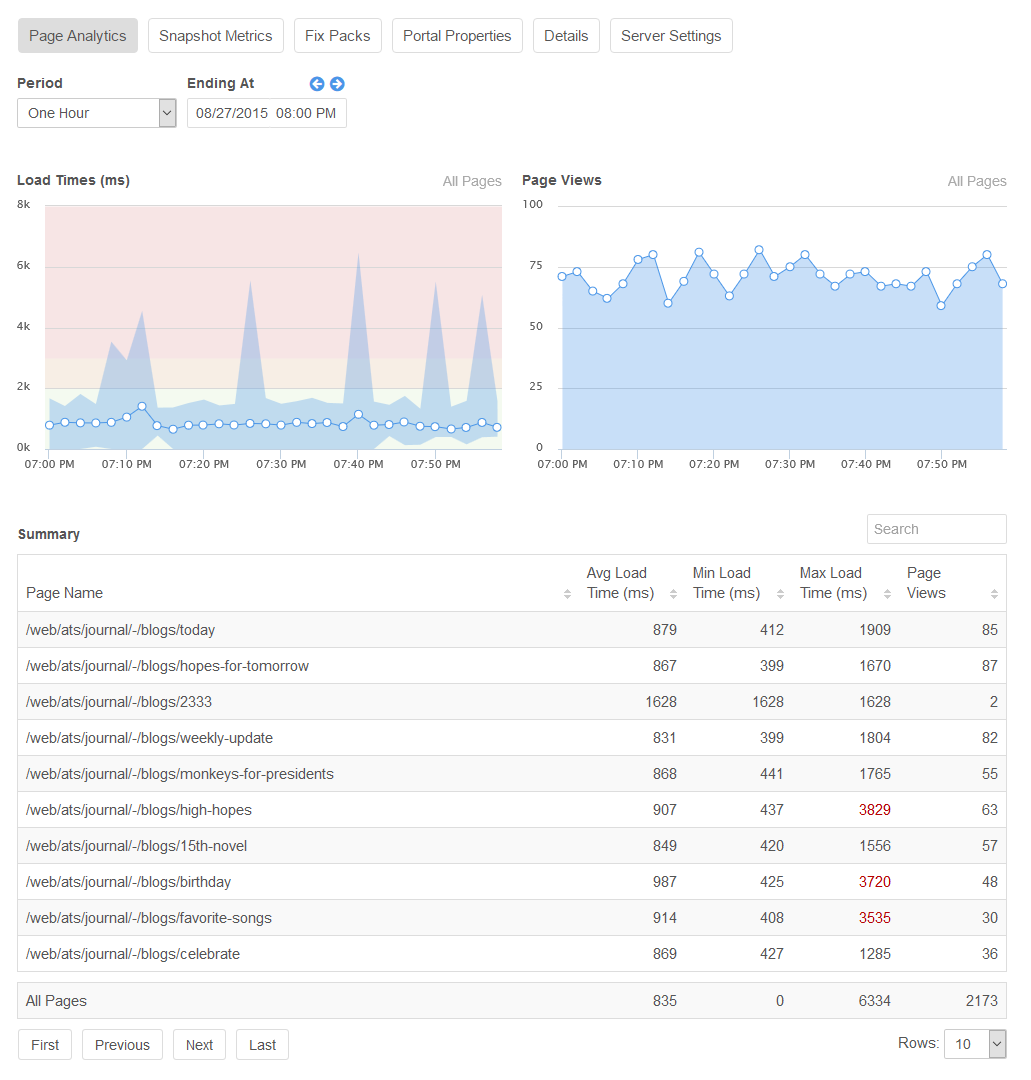 Page Analytics Snapshot Metrics Fix Packs Portal Properties Details Server Settings
Period Ending At
One Hour 08/27/2015 08:00 PM
Load Times (ms) All Pages
8k
6k
4k
2k
0k
07:00 PM 07:10 PM 07:20 PM 07:30 PM 07:40 PM 07:50 PM
Page Views All Pages
100
75
50
25
0
07:00 PM 07:10 PM 07:20 PM 07:30 PM 07:40 PM 07:50 PM
Summary Search
Page Name Avg Load Time (ms) Min Load Time (ms) Max Load Time (ms) Page Views
/web/ats/journal/-/blogs/today 879 412 1909 85
/web/ats/journal/-/blogs/hopes-for-tomorrow 867 399 1670 87
/web/ats/journal/-/blogs/2333 1628 1628 1628 2
/web/ats/journal/-/blogs/weekly-update 831 399 1804 82
/web/ats/journal/-/blogs/monkeys-for-presidents 868 441 1765 55
/web/ats/journal/-/blogs/high-hopes 907 437 3829 63
/web/ats/journal/-/blogs/15th-novel 849 420 1556 57
/web/ats/journal/-/blogs/birthday 987 425 3720 48
/web/ats/journal/-/blogs/favorite-songs 914 408 3535 30
/web/ats/journal/-/blogs/celebrate 869 427 1285 36
All Pages 835 0 6334 2173
First Previous Next Last Rows: 10